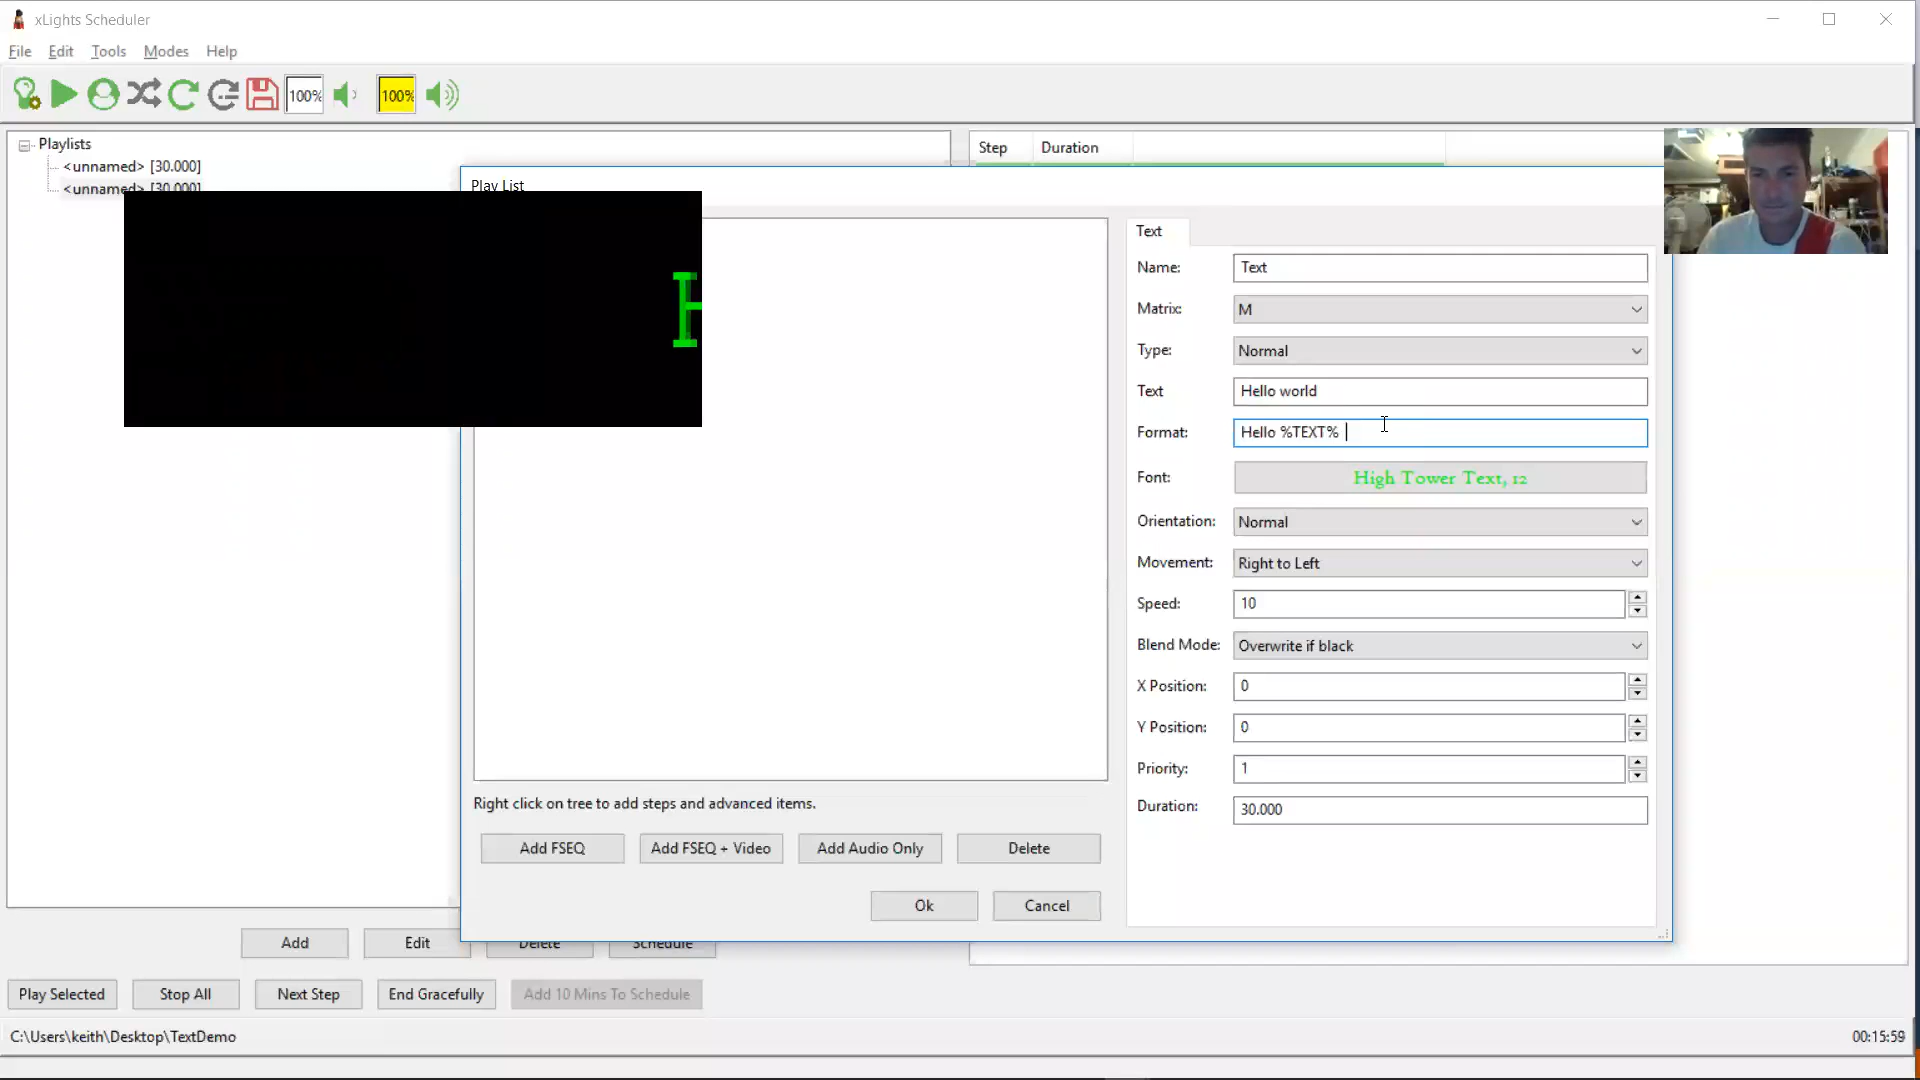 xLights Scheduler
File Edit Tools Modes Help
100% 100%
Playlists
<unnamed> [30.000]
<unnamed> [30.000]
Step Duration
Play List
H
Text
Name: Text
Matrix: M
Type: Normal
Text Hello world
Format: Hello %TEXT%
Font: High Tower Text, 12
Orientation: Normal
Movement: Right to Left
Speed: 10
Blend Mode: Overwrite if black
X Position: 0
Y Position: 0
Priority: 1
Duration: 30.000
Right click on tree to add steps and advanced items.
Add FSEQ Add FSEQ + Video Add Audio Only Delete
Ok Cancel
Add Edit Delete Schedule
Play Selected Stop All Next Step End Gracefully Add 10 Mins To Schedule
C:\Users\keith\Desktop\TextDemo 00:15:59